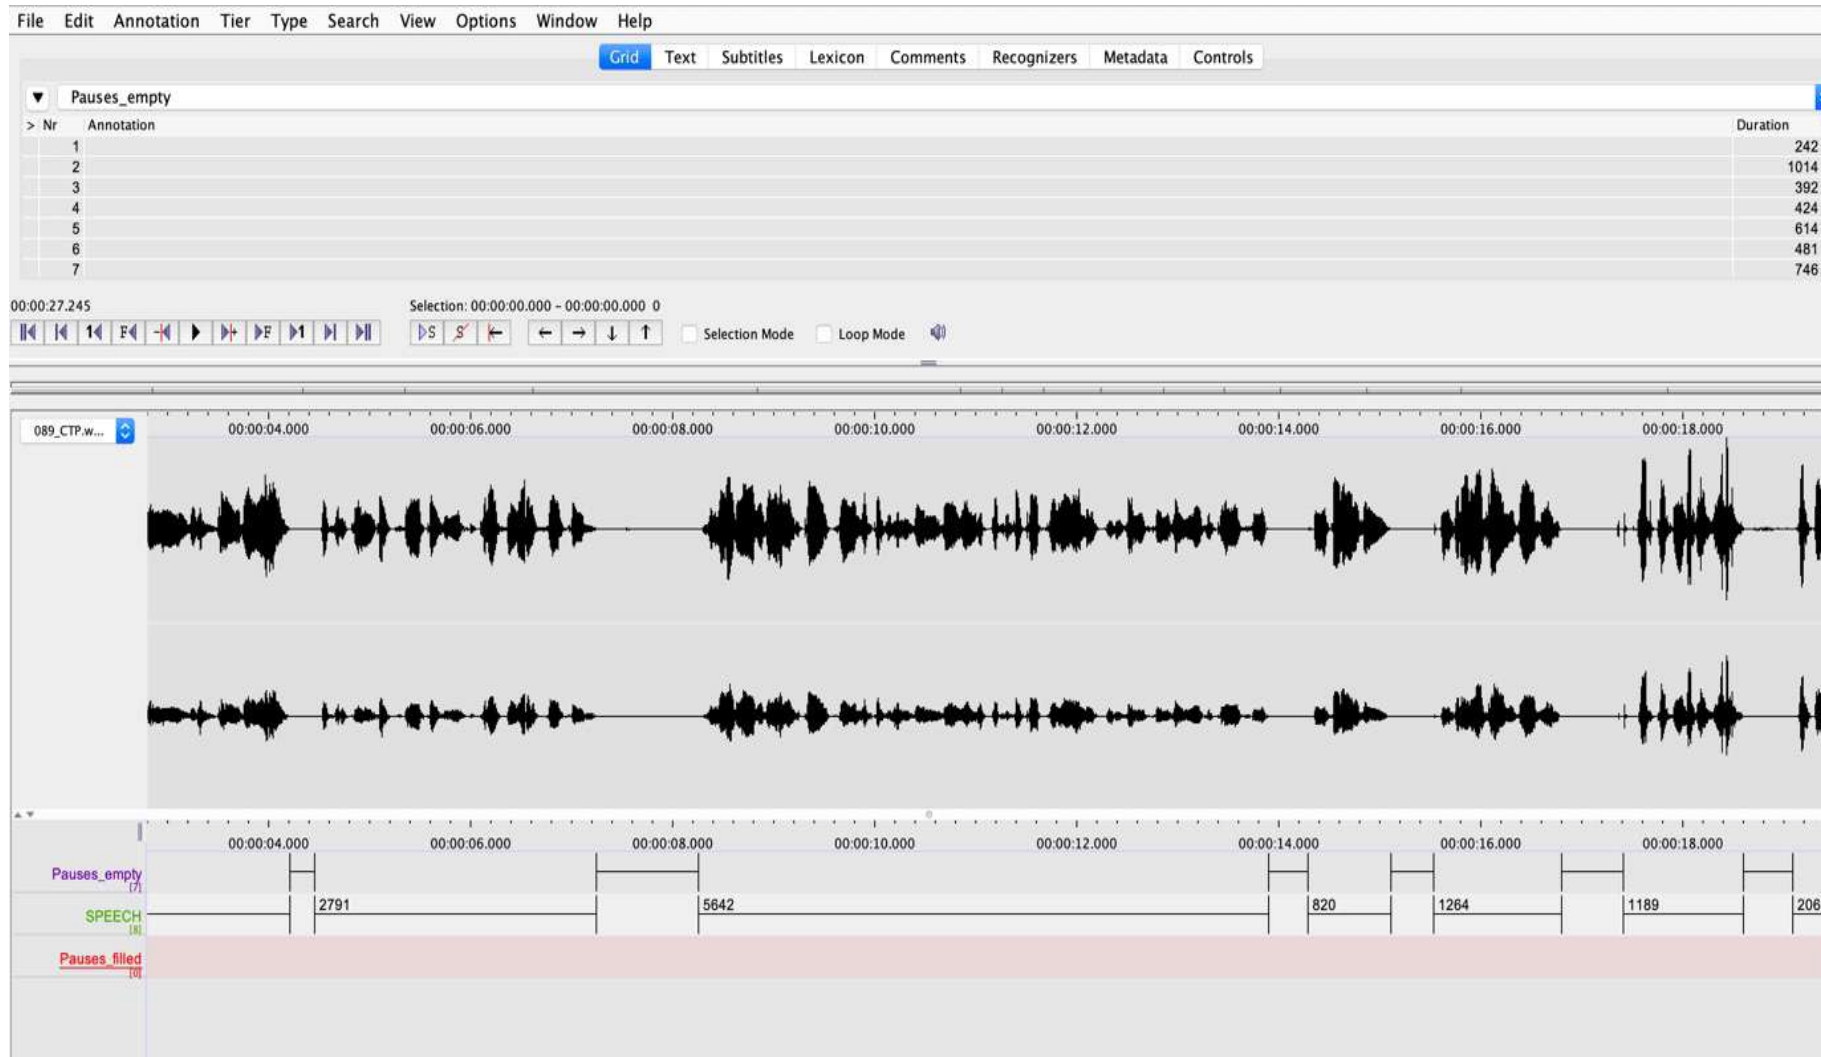 File Edit Annotation Tier Type Search View Options Window Help
Grid Text Subtitles Lexicon Comments Recognizers Metadata Controls
▼ Pauses_empty
> Nr Annotation Duration
1 242
2 1014
3 392
4 424
5 614
6 481
7 746
00:00:27.245 Selection: 00:00:00.000 - 00:00:00.000 0
1 F + F 1 S S Selection Mode Loop Mode
089_CTP.w... 00:00:04.000 00:00:06.000 00:00:08.000 00:00:10.000 00:00:12.000 00:00:14.000 00:00:16.000 00:00:18.000
00:00:04.000 00:00:06.000 00:00:08.000 00:00:10.000 00:00:12.000 00:00:14.000 00:00:16.000 00:00:18.000
Pauses_empty
[7]
SPEECH 2791 5642 820 1264 1189 206
[8]
Pauses_filled
[0]